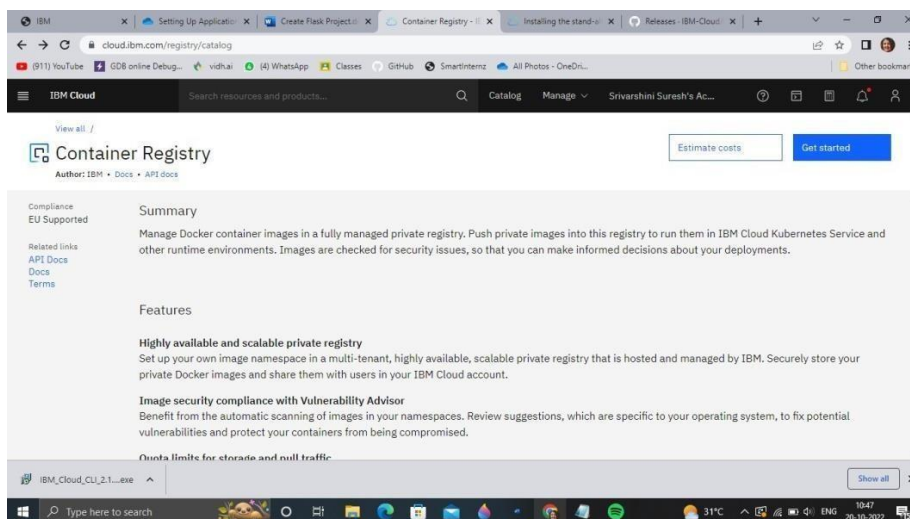 IBM
Setting Up Application
Create Flask Project
Container Registry - I
Installing the stand-a
Releases · IBM-Cloud
cloud.ibm.com/registry/catalog
(911) YouTube
GDB online Debug...
vidh.ai
(4) WhatsApp
Classes
GitHub
SmartInternz
All Photos - OneDri...
Other bookmar
IBM Cloud
Search resources and products...
Catalog
Manage
Srivarshini Suresh's Ac...
View all /
Container Registry
Author: IBM • Docs • API docs
Estimate costs
Get started
Compliance
EU Supported
Related links
API Docs
Docs
Terms
Summary
Manage Docker container images in a fully managed private registry. Push private images into this registry to run them in IBM Cloud Kubernetes Service and
other runtime environments. Images are checked for security issues, so that you can make informed decisions about your deployments.
Features
Highly available and scalable private registry
Set up your own image namespace in a multi-tenant, highly available, scalable private registry that is hosted and managed by IBM. Securely store your
private Docker images and share them with users in your IBM Cloud account.
Image security compliance with Vulnerability Advisor
Benefit from the automatic scanning of images in your namespaces. Review suggestions, which are specific to your operating system, to fix potential
vulnerabilities and protect your containers from being compromised.
Quota limits for storage and pull traffic
IBM_Cloud_CLI_2.1....exe
Show all
Type here to search
31°C
ENG
10:47
20-10-2022